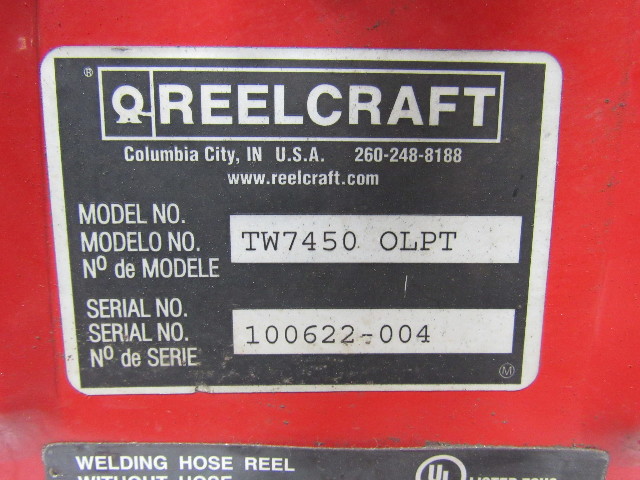 ® REELCRAFT
Columbia City, IN U.S.A. 260-248-8188
www.reelcraft.com
MODEL NO.
MODELO NO. TW7450 OLPT
Nº de MODELE
SERIAL NO.
SERIAL NO. 100622-004
Nº de SERIE
M
WELDING HOSE REEL
WITHOUT HOSE
UL LISTED